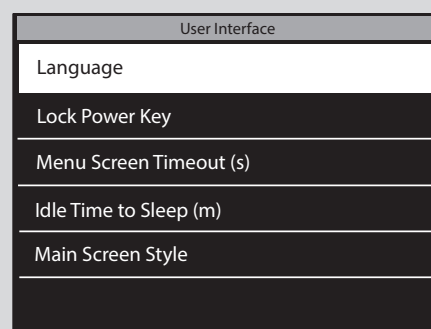 User Interface
Language
Lock Power Key
Menu Screen Timeout (s)
Idle Time to Sleep (m)
Main Screen Style